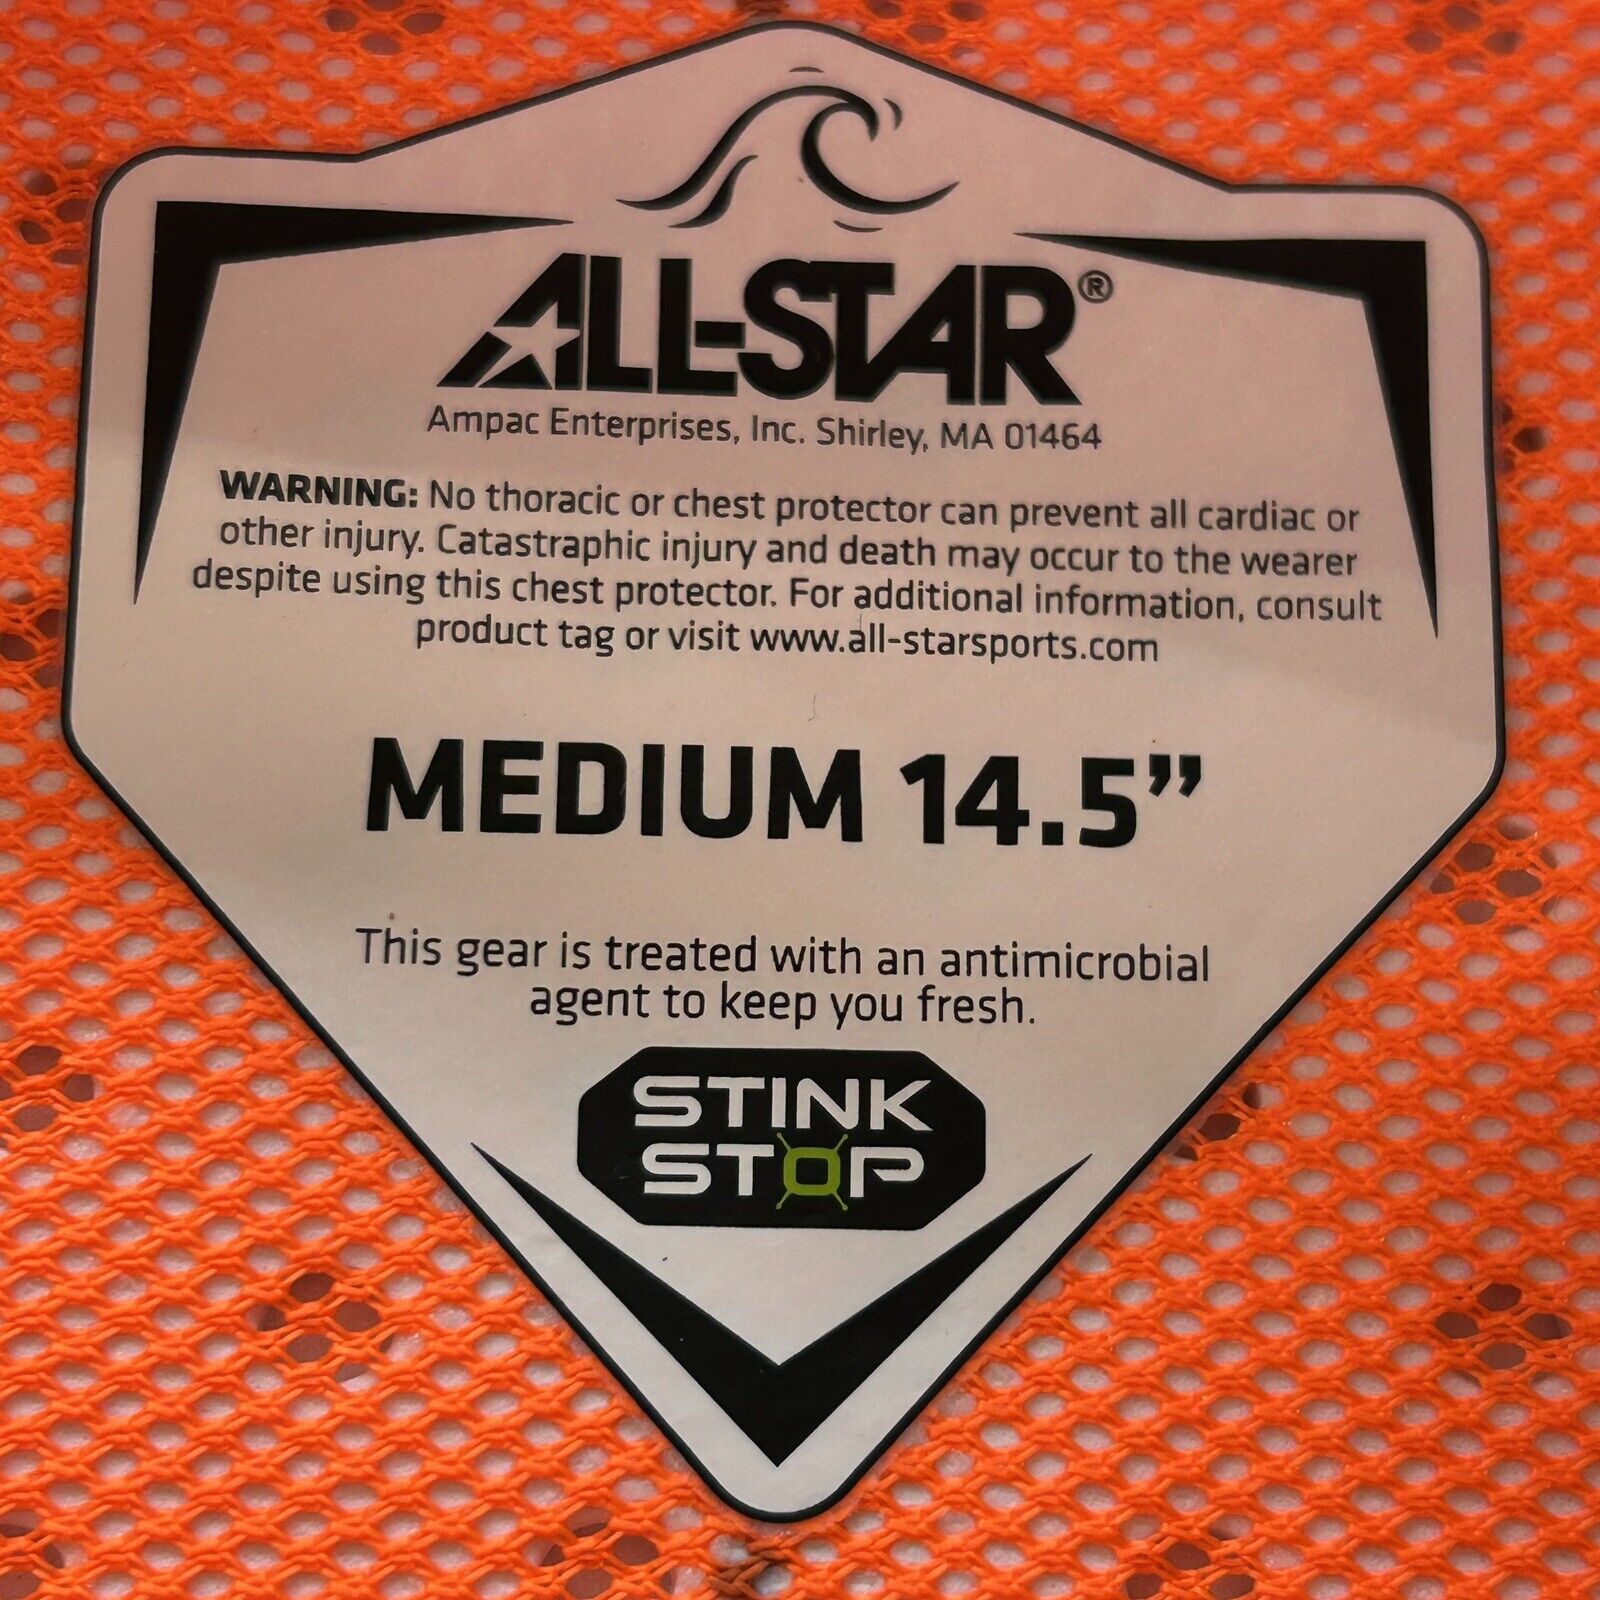 ALL-STAR®
Ampac Enterprises, Inc. Shirley, MA 01464
WARNING: No thoracic or chest protector can prevent all cardiac or
other injury. Catastraphic injury and death may occur to the wearer
despite using this chest protector. For additional information, consult
product tag or visit www.all-starsports.com
MEDIUM 14.5”
This gear is treated with an antimicrobial
agent to keep you fresh.
STINK
STOP